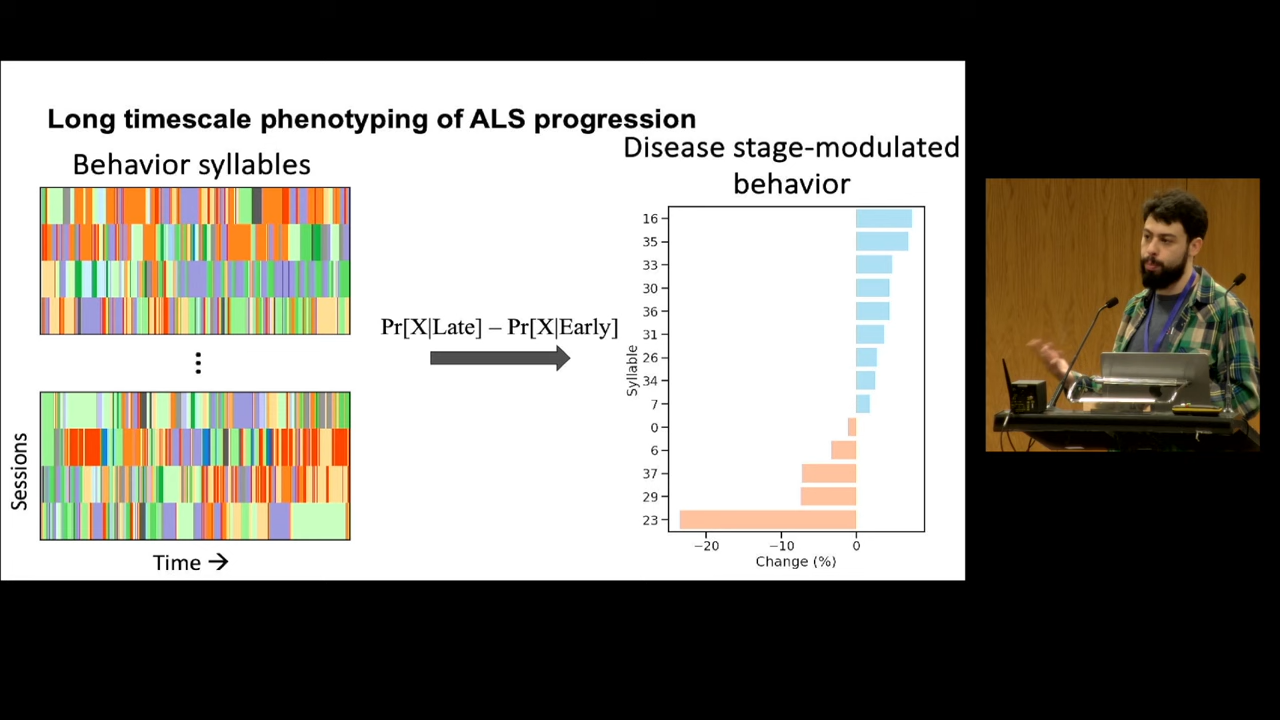 Long timescale phenotyping of ALS progression
Behavior syllables
Sessions
Time →
Pr[X|Late] – Pr[X|Early]
Disease stage-modulated
behavior
Syllable
16
35
33
30
36
31
26
34
7
0
6
37
29
23
−20 −10 0
Change (%)